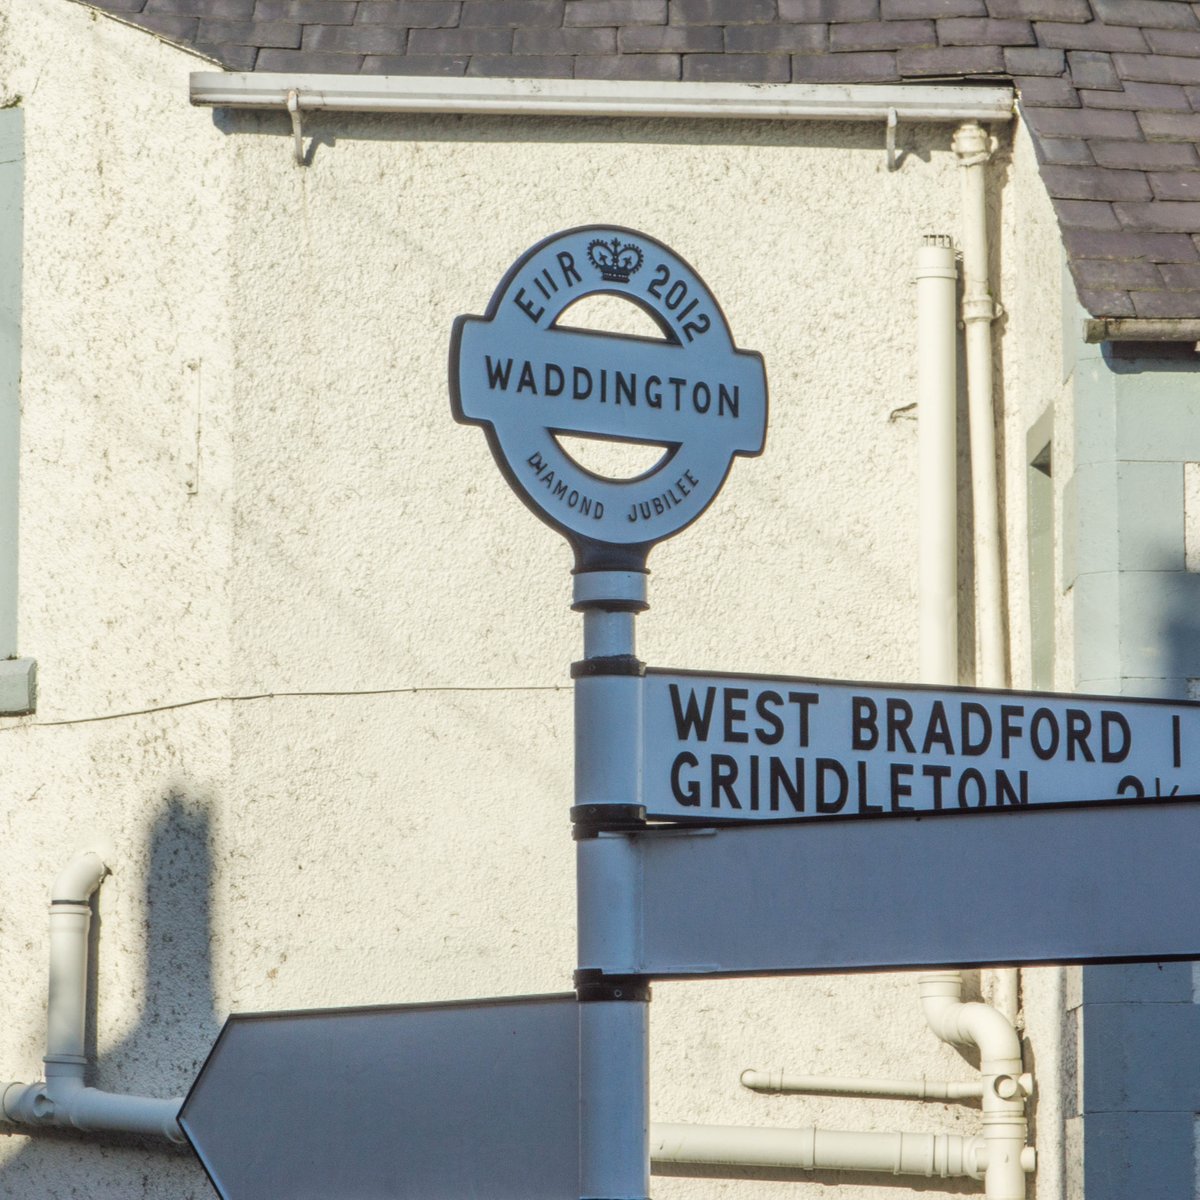 EIIR 2012
WADDINGTON
DIAMOND JUBILEE
WEST BRADFORD 1
GRINDLETON